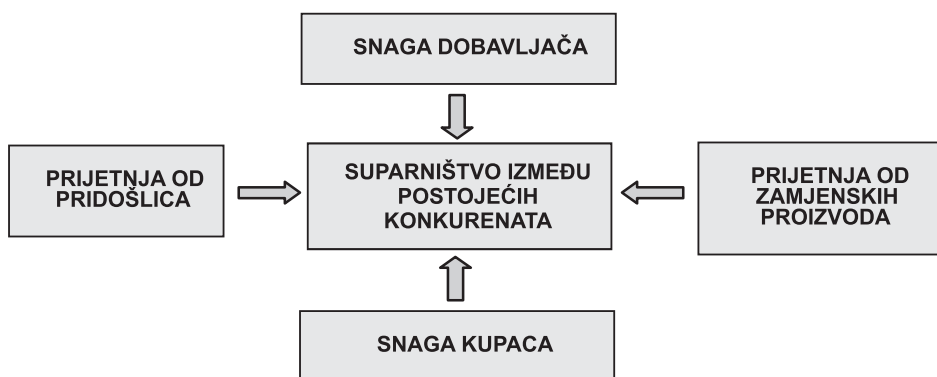 SNAGA DOBAVLJAČA
PRIJETNJA OD
PRIDOŠLICA
SUPARNIŠTVO IZMEĐU
POSTOJEĆIH
KONKURENATA
PRIJETNJA OD
ZAMJENSKIH
PROIZVODA
SNAGA KUPACA